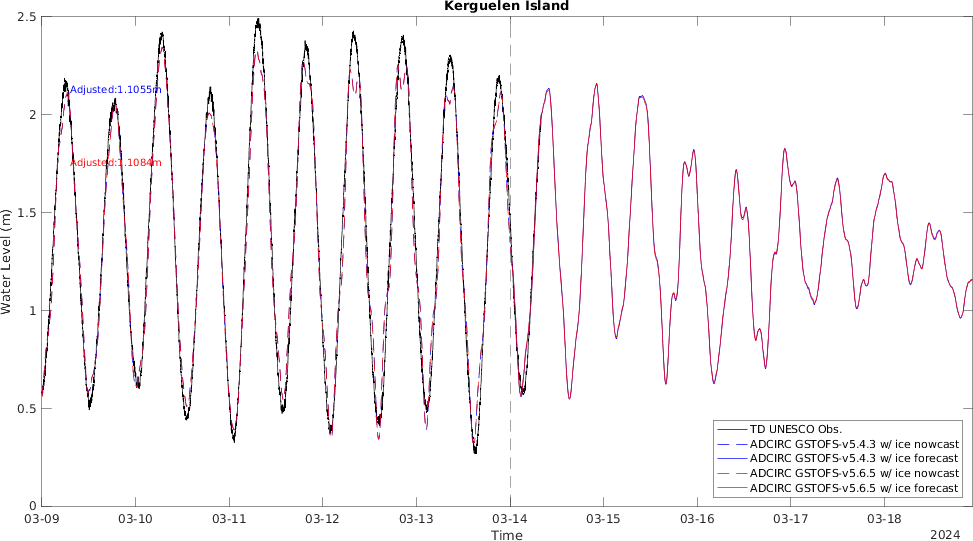 Kerguelen Island
2.5
2
1.5
1
0.5
0
Water Level (m)
Adjusted:1.1055m
Adjusted:1.1084m
TD UNESCO Obs.
ADCIRC GSTOFS-v5.4.3 w/ ice nowcast
ADCIRC GSTOFS-v5.4.3 w/ ice forecast
ADCIRC GSTOFS-v5.6.5 w/ ice nowcast
ADCIRC GSTOFS-v5.6.5 w/ ice forecast
03-09 03-10 03-11 03-12 03-13 03-14 03-15 03-16 03-17 03-18
Time
2024